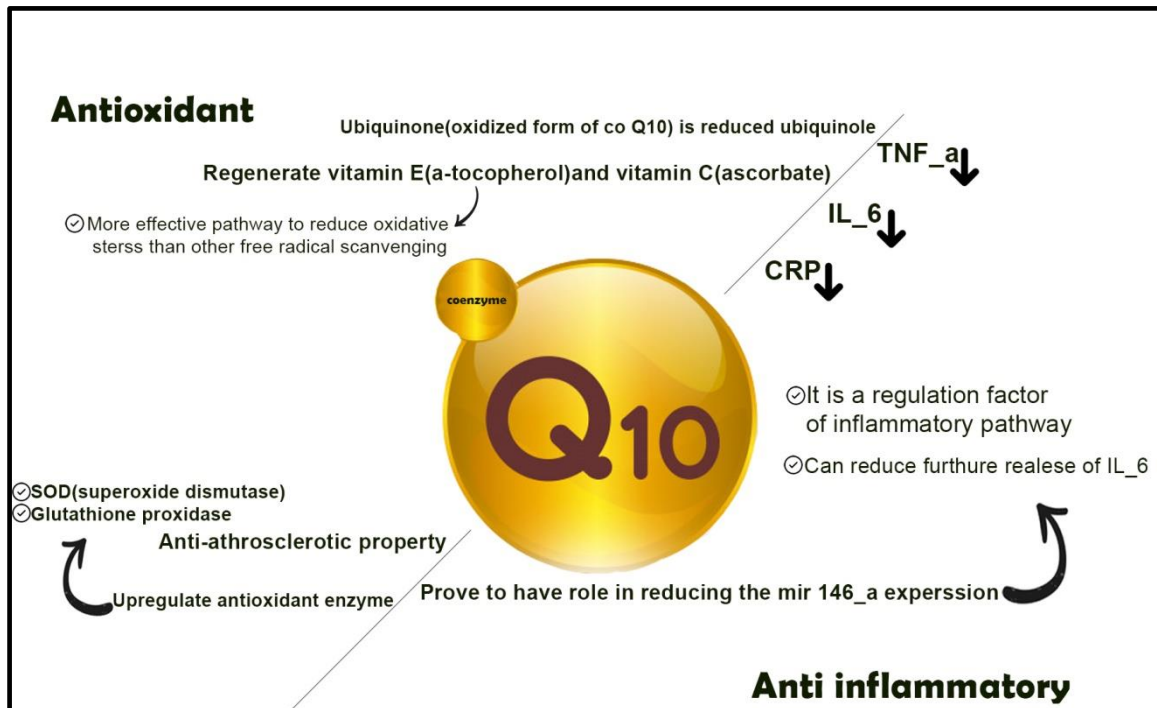 Antioxidant
Ubiquinone(oxidized form of co Q10) is reduced ubiquinole
Regenerate vitamin E(a-tocopherol)and vitamin C(ascorbate)
More effective pathway to reduce oxidative
sterss than other free radical scanvenging
TNF_a
IL_6
CRP
coenzyme
Q10
It is a regulation factor
of inflammatory pathway
Can reduce furthure realese of IL_6
SOD(superoxide dismutase)
Glutathione proxidase
Anti-athrosclerotic property
Upregulate antioxidant enzyme
Prove to have role in reducing the mir 146_a experssion
Anti inflammatory